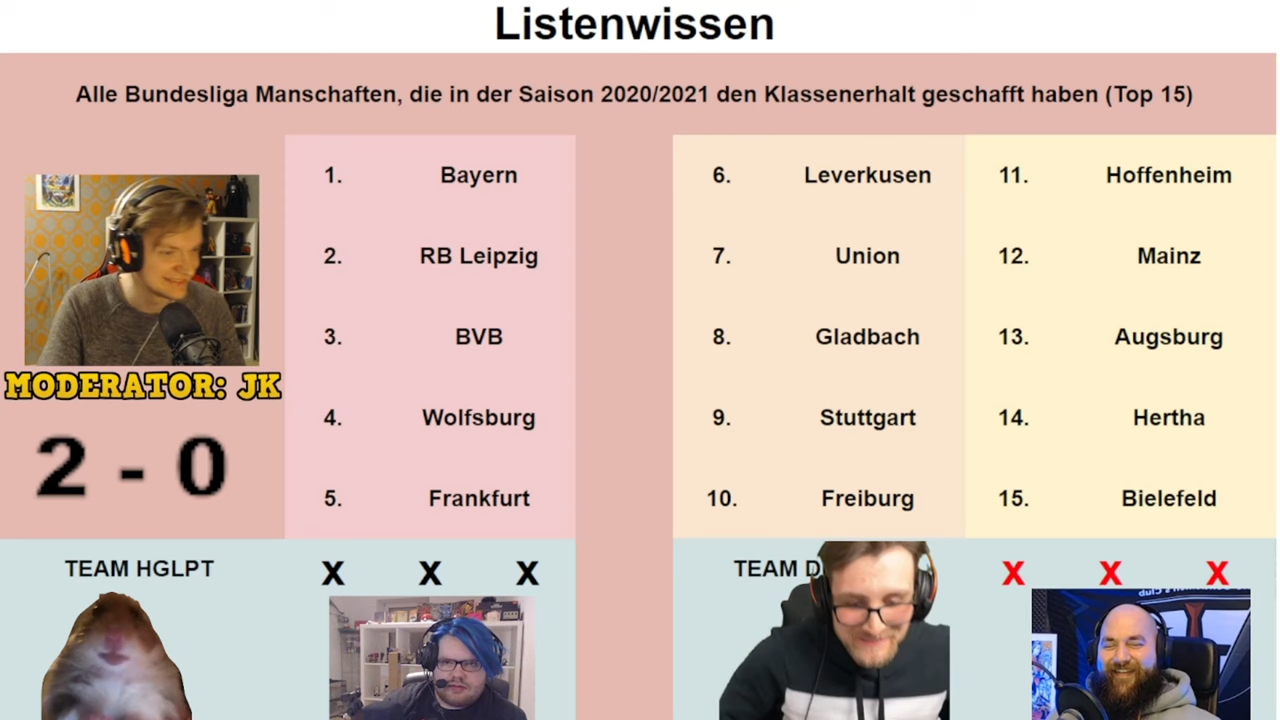 Listenwissen
Alle Bundesliga Manschaften, die in der Saison 2020/2021 den Klassenerhalt geschafft haben (Top 15)
MODERATOR: JK
2 - 0
1. Bayern
2. RB Leipzig
3. BVB
4. Wolfsburg
5. Frankfurt
6. Leverkusen
7. Union
8. Gladbach
9. Stuttgart
10. Freiburg
11. Hoffenheim
12. Mainz
13. Augsburg
14. Hertha
15. Bielefeld
TEAM HGLPT X X X
TEAM D X X X